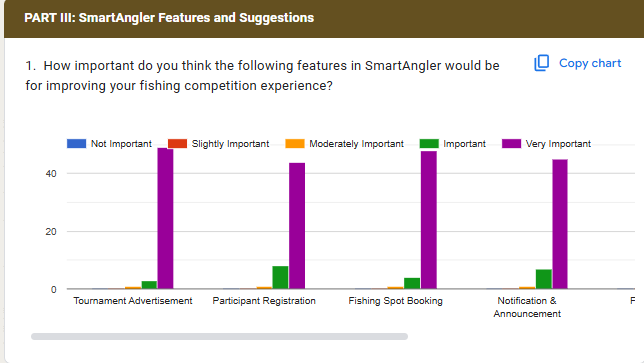 PART III: SmartAngler Features and Suggestions
1. How important do you think the following features in SmartAngler would be
for improving your fishing competition experience?
Copy chart
Not Important Slightly Important Moderately Important Important Very Important
40
20
0
Tournament Advertisement Participant Registration Fishing Spot Booking Notification &
Announcement